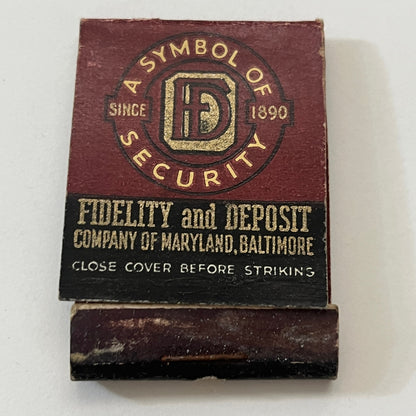 A SYMBOL OF
SINCE 1890
FD
SECURITY
FIDELITY and DEPOSIT
COMPANY OF MARYLAND, BALTIMORE
CLOSE COVER BEFORE STRIKING